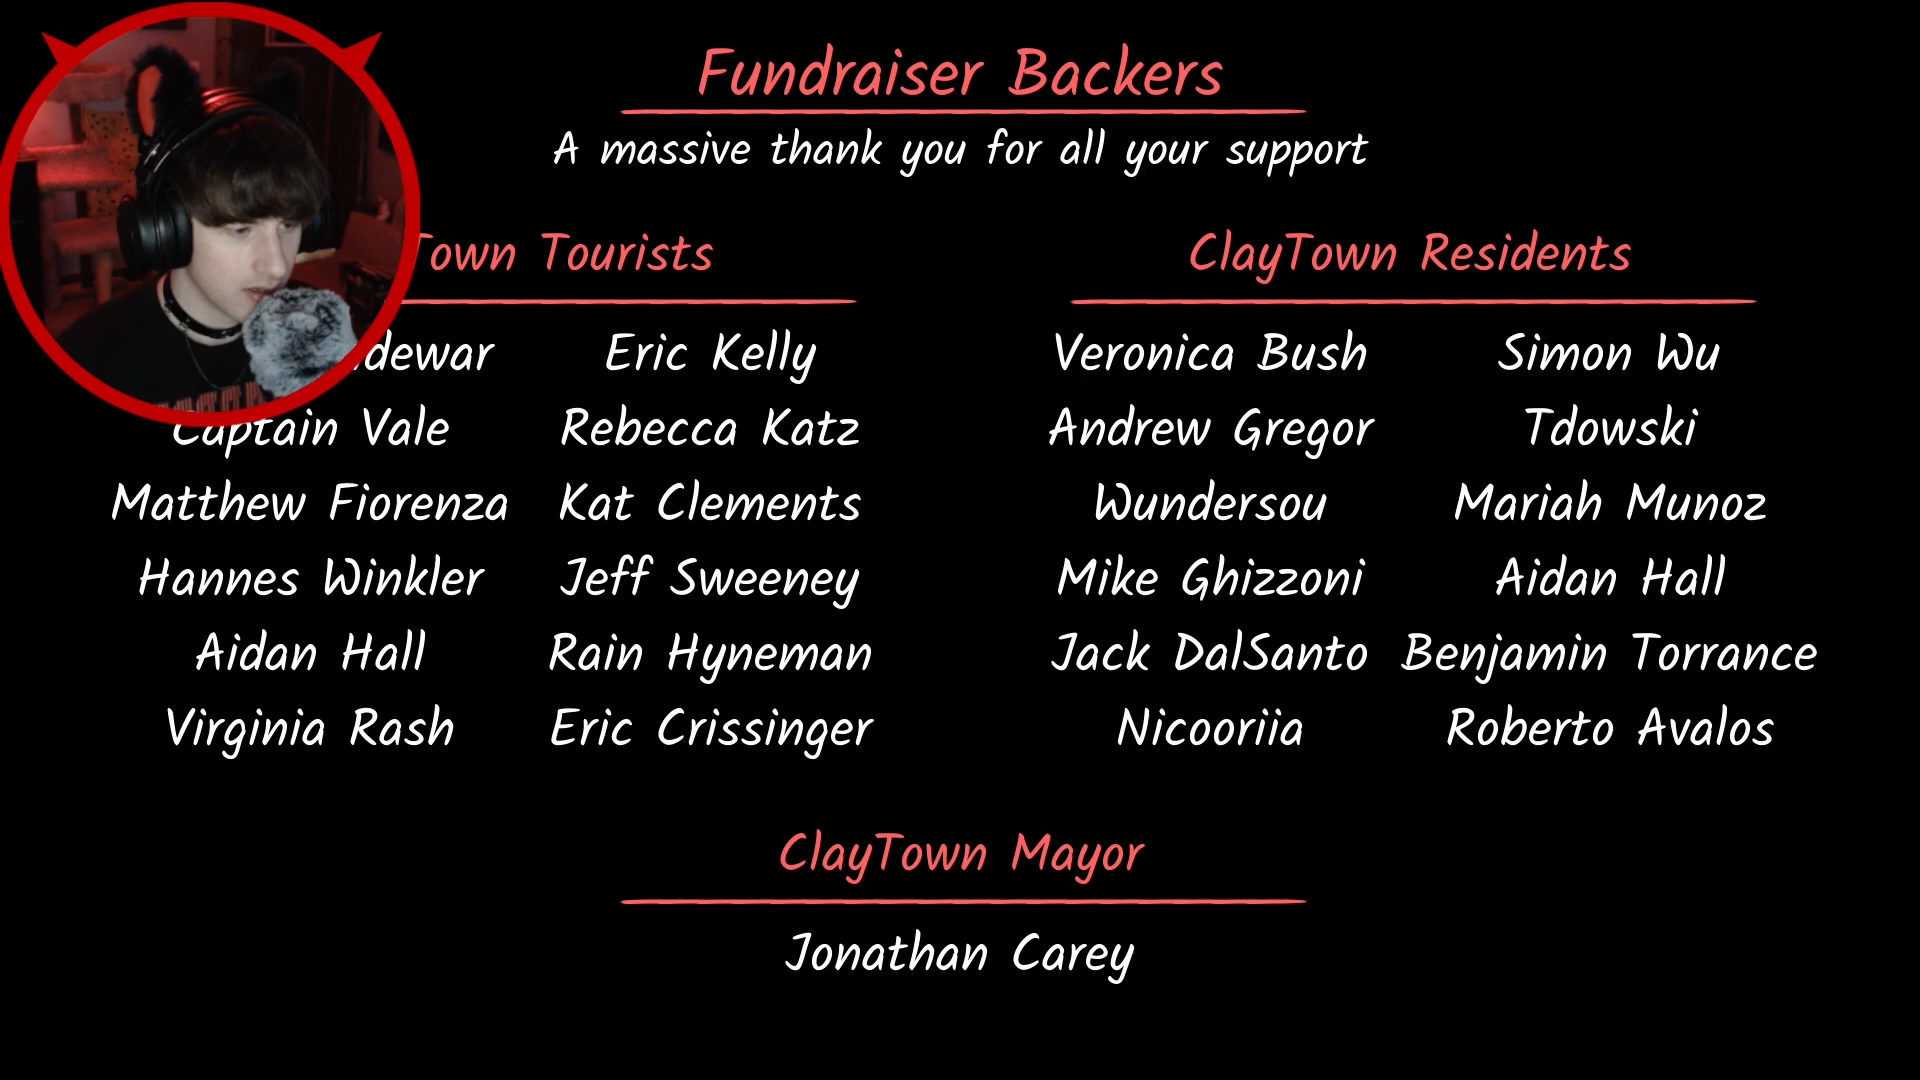 Fundraiser Backers
A massive thank you for all your support
Town Tourists
Eric Kelly
Captain Vale
Rebecca Katz
Matthew Fiorenza
Kat Clements
Hannes Winkler
Jeff Sweeney
Aidan Hall
Rain Hyneman
Virginia Rash
Eric Crissinger
ClayTown Residents
Veronica Bush
Simon Wu
Andrew Gregor
Tdowski
Wundersou
Mariah Munoz
Mike Ghizzoni
Aidan Hall
Jack DalSanto
Benjamin Torrance
Nicooriia
Roberto Avalos
ClayTown Mayor
Jonathan Carey